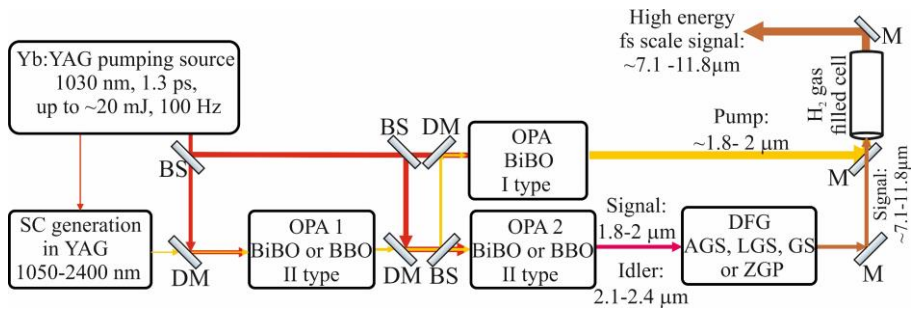 Yb:YAG pumping source
1030 nm, 1.3 ps,
up to ~20 mJ, 100 Hz
High energy
fs scale signal:
~7.1 -11.8µm
M
H₂ gas
filled cell
BS
BS
DM
OPA
BiBO
I type
Pump:
~1.8- 2 µm
M
Signal:
~7.1-11.8µm
SC generation
in YAG
1050-2400 nm
DM
OPA 1
BiBO or BBO
II type
DM
BS
OPA 2
BiBO or BBO
II type
Signal:
1.8-2 µm
Idler:
2.1-2.4 µm
DFG
AGS, LGS, GS
or ZGP
M